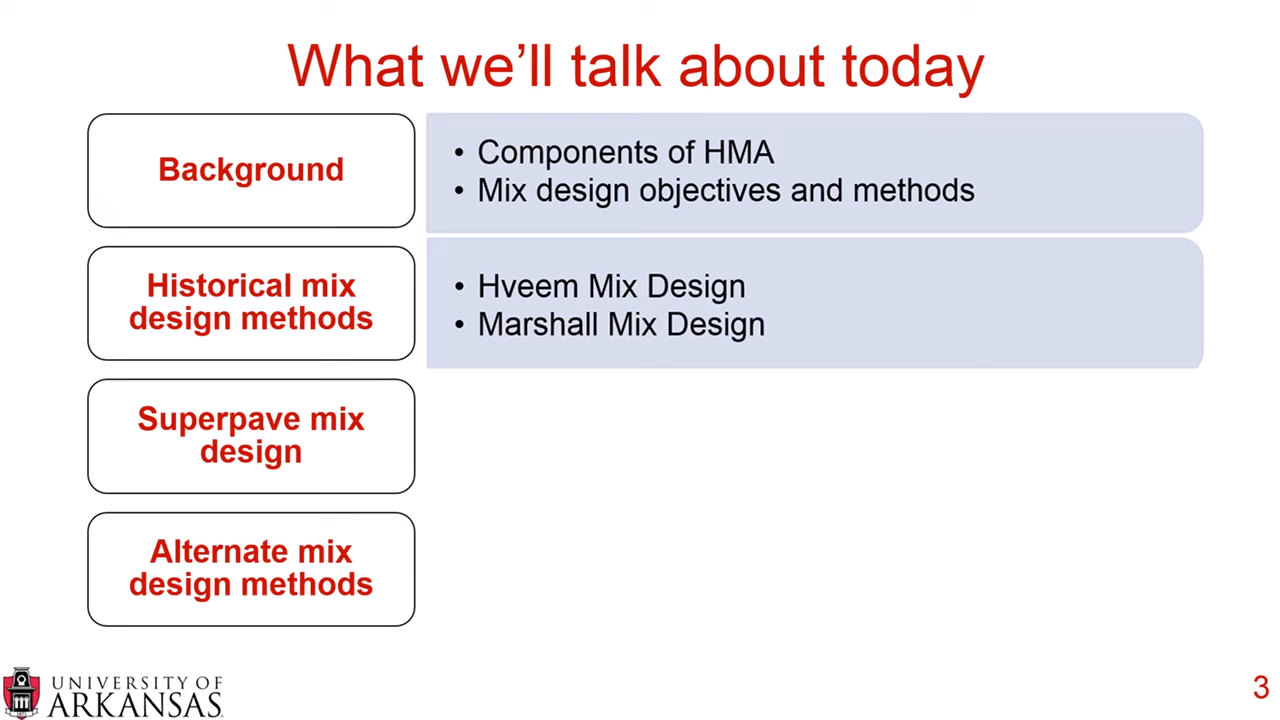 What we'll talk about today
Background
• Components of HMA
• Mix design objectives and methods
Historical mix
design methods
• Hveem Mix Design
• Marshall Mix Design
Superpave mix
design
Alternate mix
design methods
UNIVERSITY OF
ARKANSAS
3